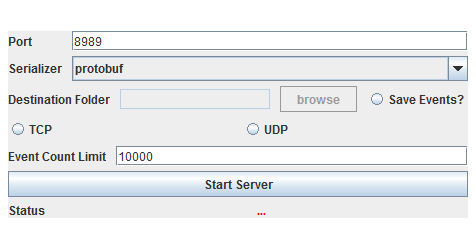 Port 8989
Serializer protobuf
Destination Folder browse Save Events?
TCP UDP
Event Count Limit 10000
Start Server
Status ...